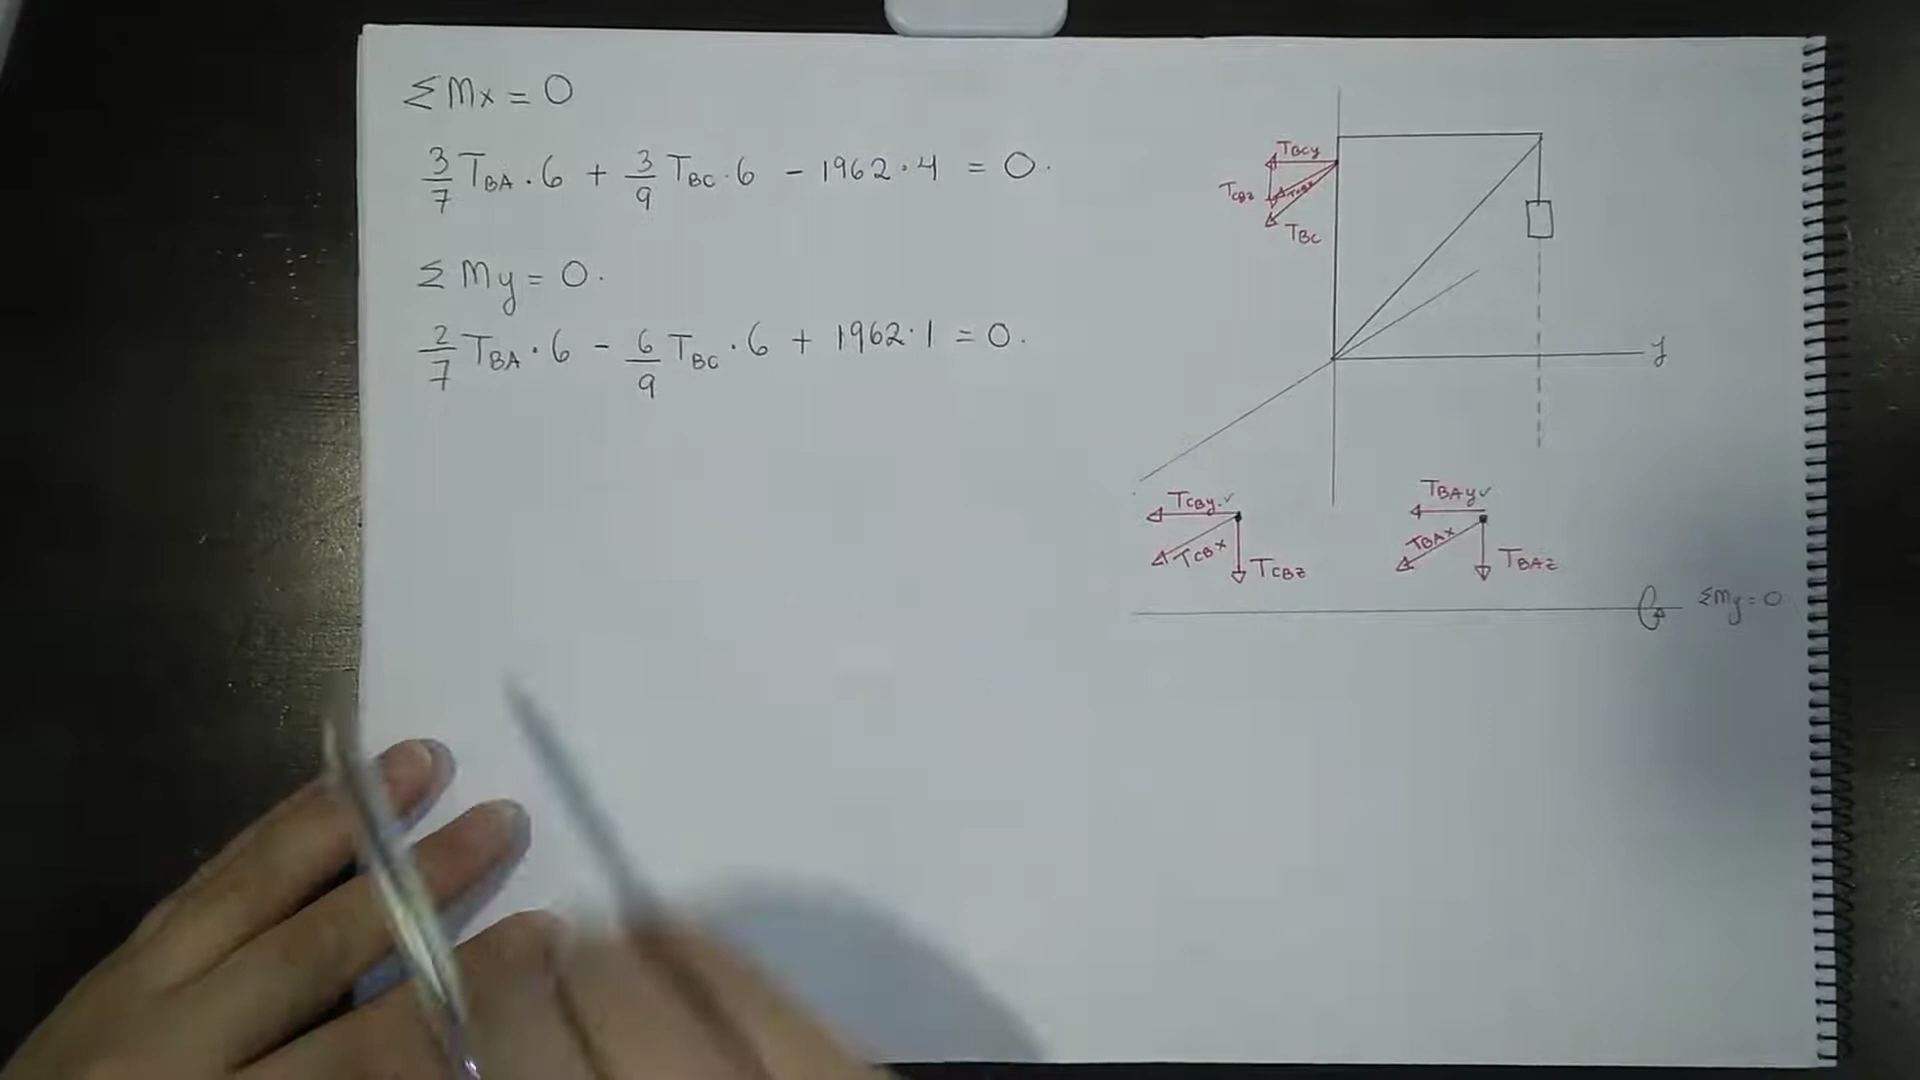 ΣMx = 0
3/7 TBA · 6 + 3/9 TBC · 6 - 1962 · 4 = 0.
ΣMy = 0.
2/7 TBA · 6 - 6/9 TBC · 6 + 1962 · 1 = 0.
TBCy
TCBz
TBC
y
TCBy.✓
TCBx
TCBz
TBAy✓
TBAx
TBAz
ΣMy = 0